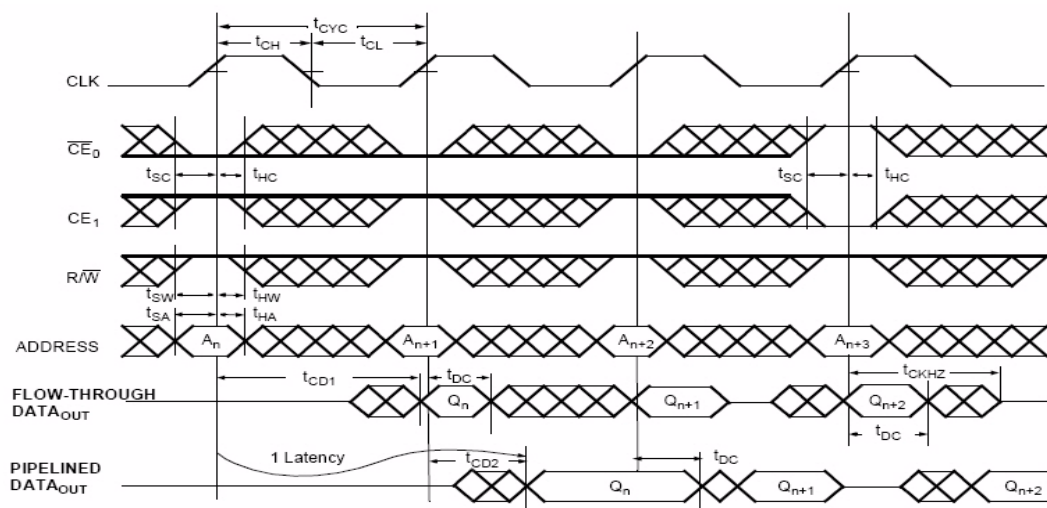 tCYC
tCH tCL
CLK
CE0
tSC tHC tSC tHC
CE1
R/W
tSW tHW
tSA tHA
ADDRESS An An+1 An+2 An+3
tCD1 tDC tCKHZ
FLOW-THROUGH
DATAOUT Qn Qn+1 Qn+2
tDC
1 Latency tCD2 tDC
PIPELINED
DATAOUT Qn Qn+1 Qn+2